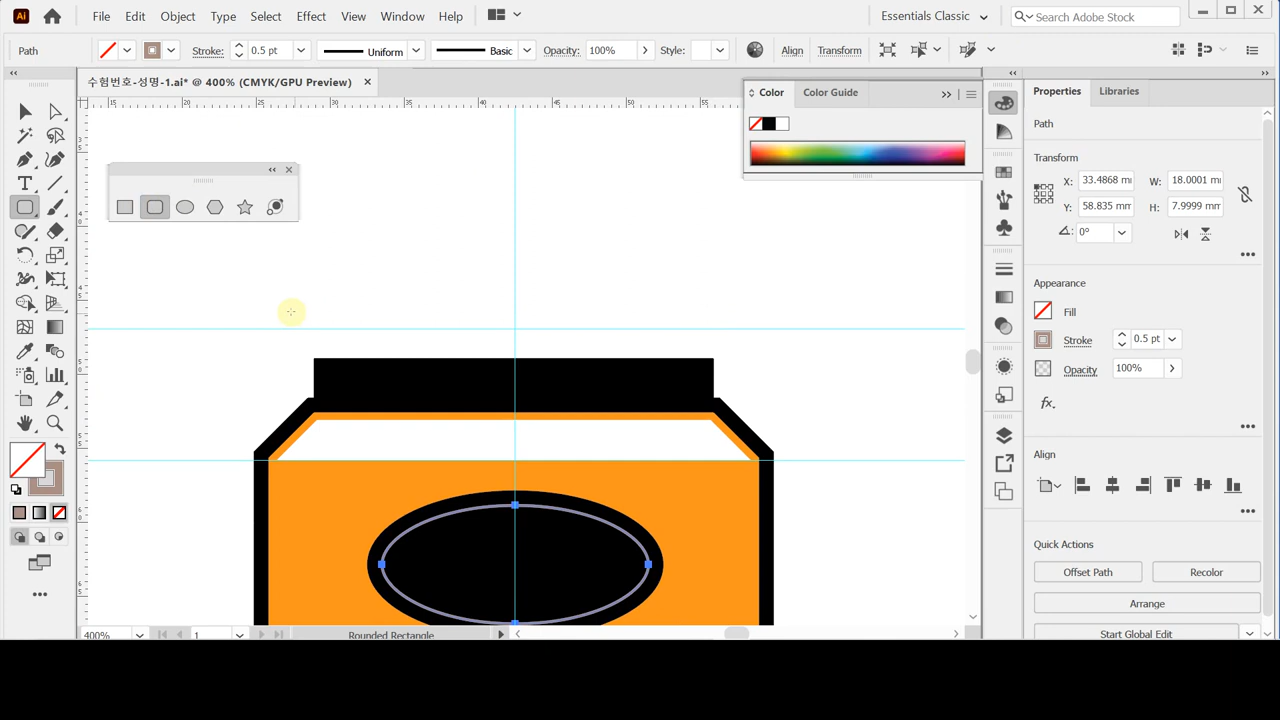 File Edit Object Type Select Effect View Window Help Essentials Classic Search Adobe Stock
Path Stroke: 0.5 pt Uniform Basic Opacity: 100% Style: Align Transform
수험번호-성명-1.ai* @ 400% (CMYK/GPU Preview)
Color Color Guide
Properties Libraries
Path
Transform
X: 33.4868 mm W: 18.0001 mm
Y: 58.835 mm H: 7.9999 mm
0°
Appearance
Fill
Stroke 0.5 pt
Opacity 100%
Align
Quick Actions
Offset Path Recolor
Arrange
Start Global Edit
400% 1 Rounded Rectangle